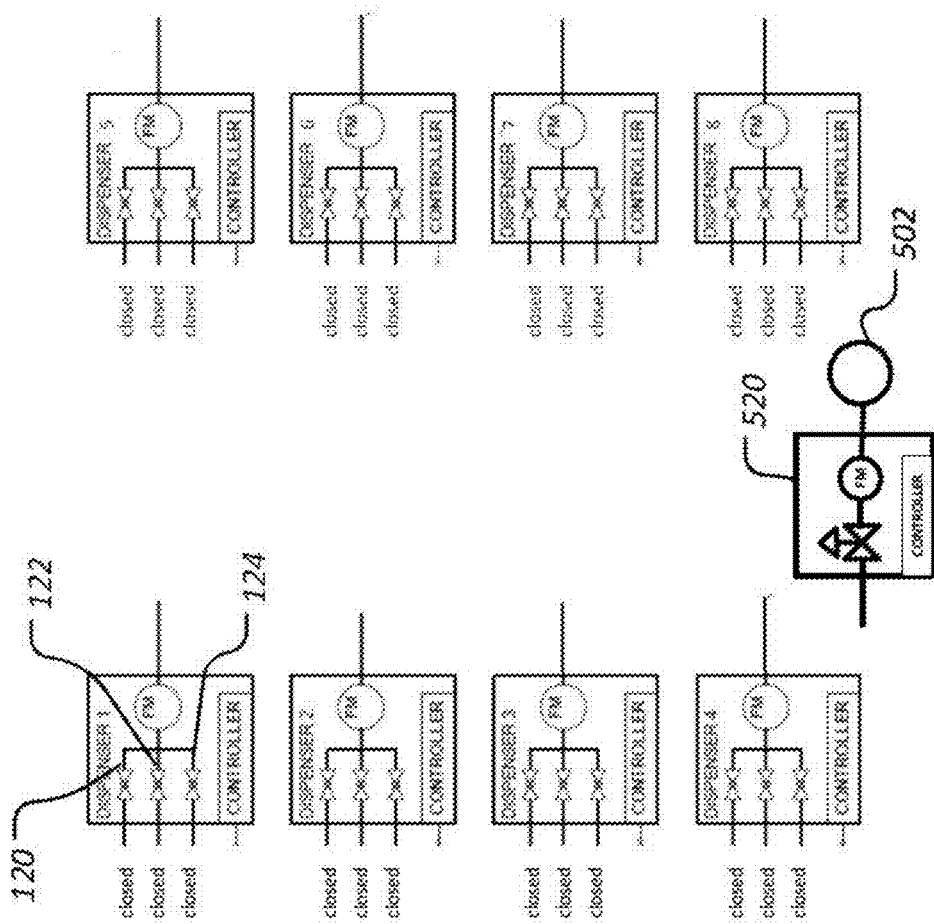 120
122
DISPENSER 1
closed
closed
closed
FM
CONTROLLER
124
DISPENSER 5
closed
closed
closed
FM
CONTROLLER
DISPENSER 2
closed
closed
closed
FM
CONTROLLER
DISPENSER 6
closed
closed
closed
FM
CONTROLLER
DISPENSER 3
closed
closed
closed
FM
CONTROLLER
DISPENSER 7
closed
closed
closed
FM
CONTROLLER
DISPENSER 4
closed
closed
closed
FM
CONTROLLER
DISPENSER 8
closed
closed
closed
FM
CONTROLLER
520
FM
CONTROLLER
502